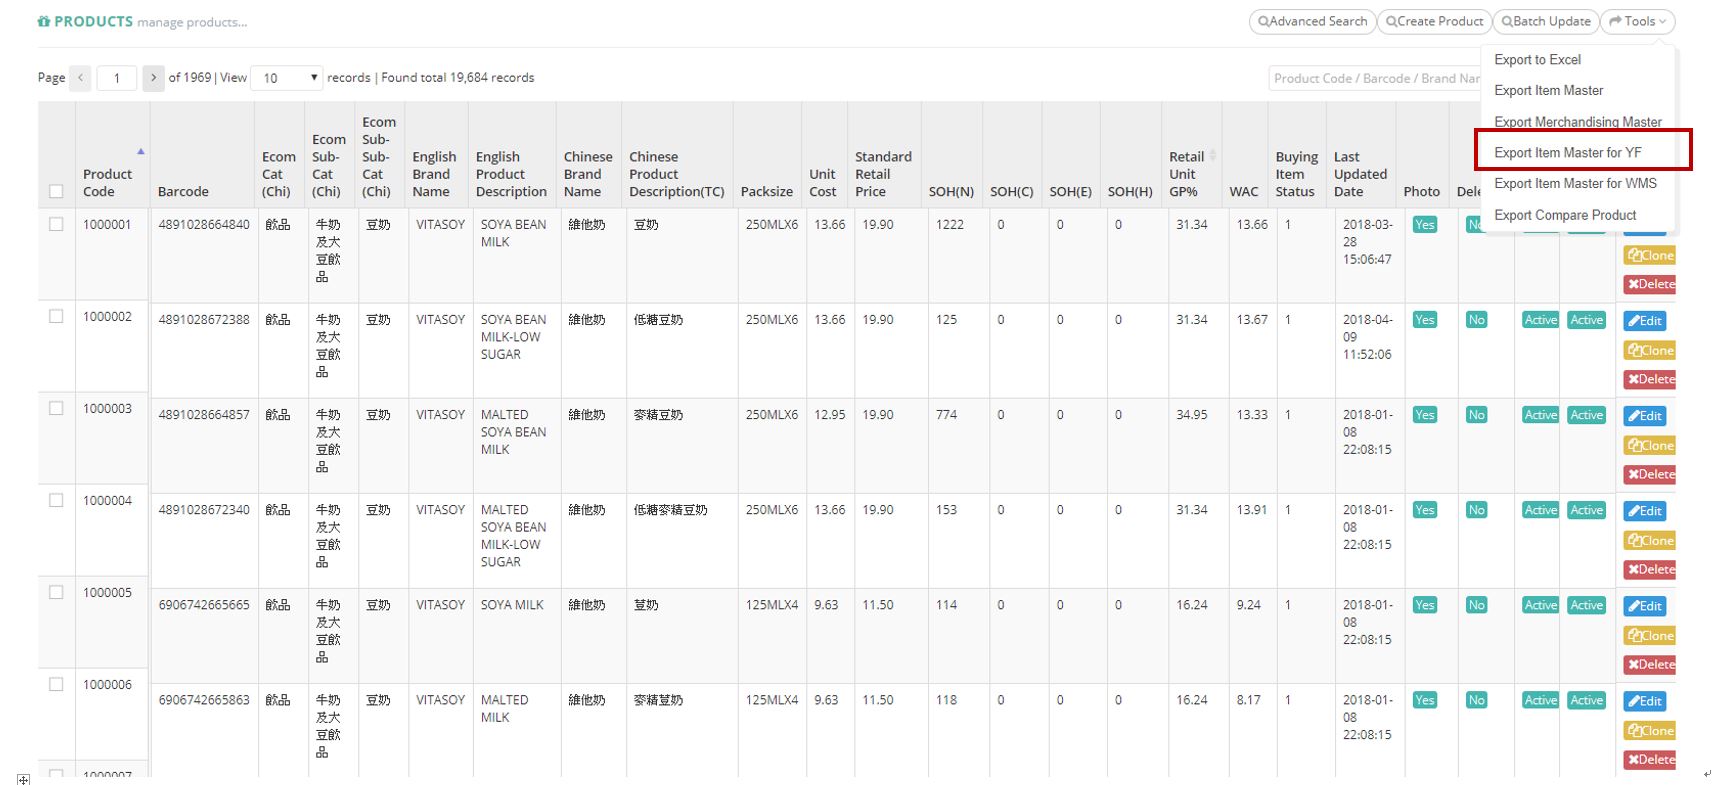 PRODUCTS manage products...
Advanced Search Create Product Batch Update Tools
Page 1 of 1969 | View 10 records | Found total 19,684 records
Product Code / Barcode / Brand Nam
Export to Excel
Export Item Master
Export Merchandising Master
Export Item Master for YF
Export Item Master for WMS
Export Compare Product
Product Code
Barcode
Ecom Cat (Chi)
Ecom Sub-Cat (Chi)
Ecom Sub-Sub-Cat (Chi)
English Brand Name
English Product Description
Chinese Brand Name
Chinese Product Description(TC)
Packsize
Unit Cost
Standard Retail Price
SOH(N)
SOH(C)
SOH(E)
SOH(H)
Retail Unit GP%
WAC
Buying Item Status
Last Updated Date
Photo
1000001 4891028664840 飲品 牛奶及大豆飲品 豆奶 VITASOY SOYA BEAN MILK 維他奶 豆奶 250MLX6 13.66 19.90 1222 0 0 0 31.34 13.66 1 2018-03-28 15:06:47 Yes No
Clone
Delete
1000002 4891028672388 飲品 牛奶及大豆飲品 豆奶 VITASOY SOYA BEAN MILK-LOW SUGAR 維他奶 低糖豆奶 250MLX6 13.66 19.90 125 0 0 0 31.34 13.67 1 2018-04-09 11:52:06 Yes No Active Active Edit
Clone
Delete
1000003 4891028664857 飲品 牛奶及大豆飲品 豆奶 VITASOY MALTED SOYA BEAN MILK 維他奶 麥精豆奶 250MLX6 12.95 19.90 774 0 0 0 34.95 13.33 1 2018-01-08 22:08:15 Yes No Active Active Edit
Clone
Delete
1000004 4891028672340 飲品 牛奶及大豆飲品 豆奶 VITASOY MALTED SOYA BEAN MILK-LOW SUGAR 維他奶 低糖麥精豆奶 250MLX6 13.66 19.90 153 0 0 0 31.34 13.91 1 2018-01-08 22:08:15 Yes No Active Active Edit
Clone
Delete
1000005 6906742665665 飲品 牛奶及大豆飲品 豆奶 VITASOY SOYA MILK 維他奶 荳奶 125MLX4 9.63 11.50 114 0 0 0 16.24 9.24 1 2018-01-08 22:08:15 Yes No Active Active Edit
Clone
Delete
1000006 6906742665863 飲品 牛奶及大豆飲品 豆奶 VITASOY MALTED MILK 維他奶 麥精荳奶 125MLX4 9.63 11.50 118 0 0 0 16.24 8.17 1 2018-01-08 22:08:15 Yes No Active Active Edit
Clone
Delete
1000007